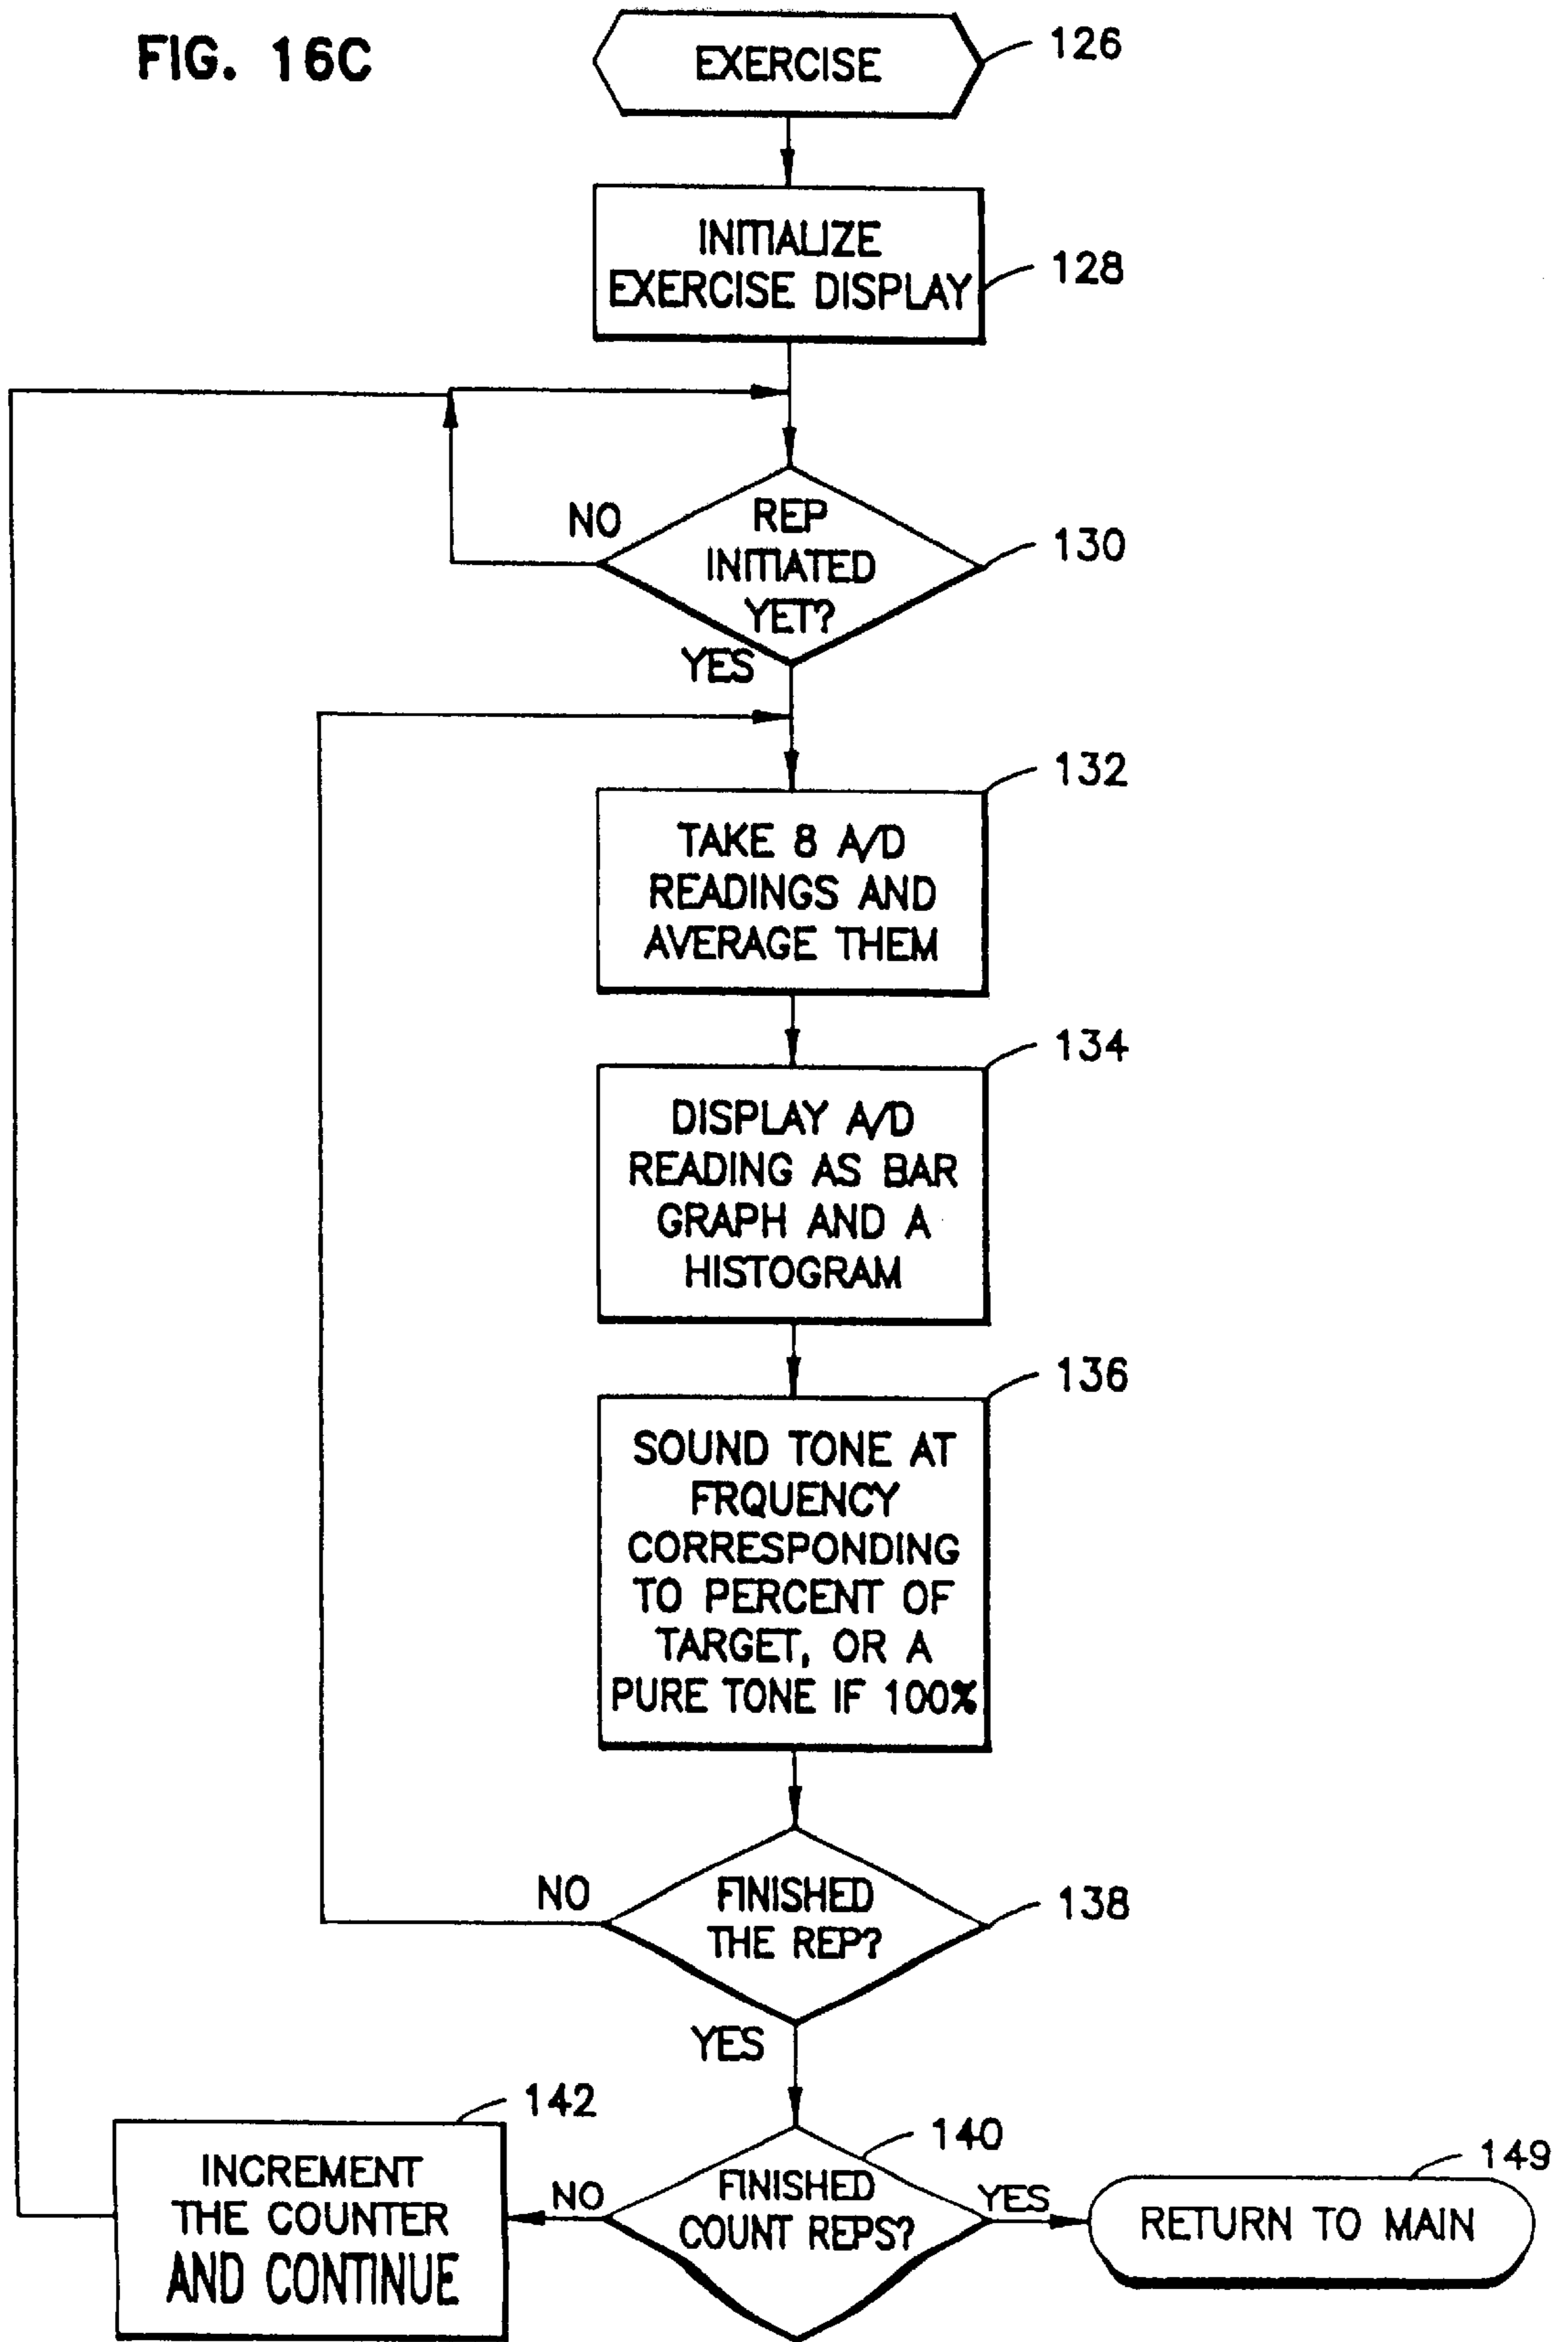 FIG. 16C
EXERCISE
126
INITIALIZE
EXERCISE DISPLAY
128
NO
REP
INITIATED
YET?
130
YES
132
TAKE 8 A/D
READINGS AND
AVERAGE THEM
134
DISPLAY A/D
READING AS BAR
GRAPH AND A
HISTOGRAM
136
SOUND TONE AT
FRQUENCY
CORRESPONDING
TO PERCENT OF
TARGET, OR A
PURE TONE IF 100%
NO
FINISHED
THE REP?
138
YES
142
INCREMENT
THE COUNTER
AND CONTINUE
NO
140
FINISHED
COUNT REPS?
YES
149
RETURN TO MAIN